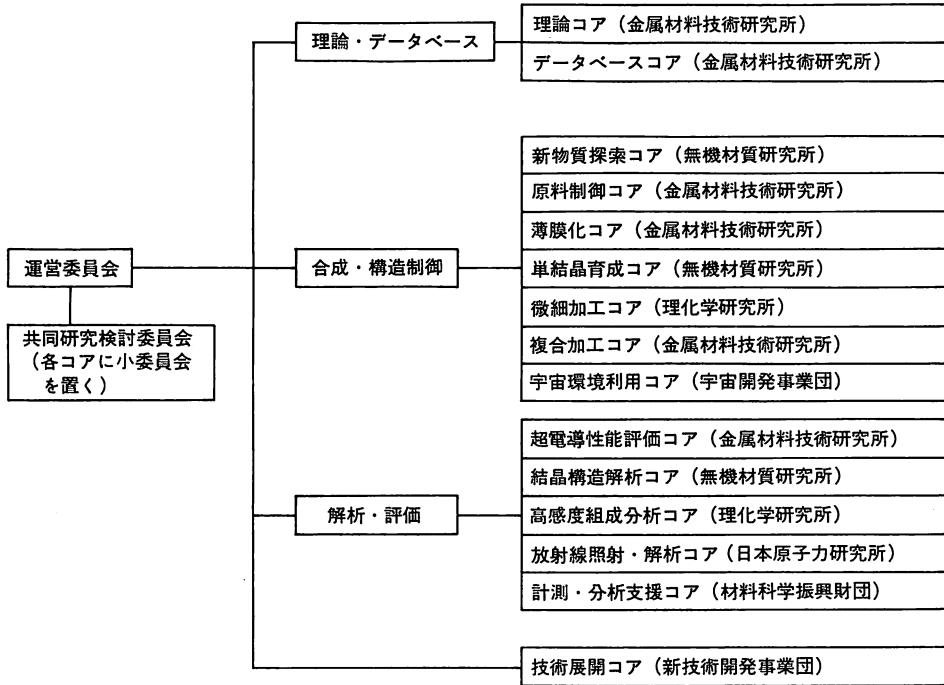 運営委員会
共同研究検討委員会
(各コアに小委員会
を置く)
理論・データベース
理論コア (金属材料技術研究所)
データベースコア (金属材料技術研究所)
合成・構造制御
新物質探索コア (無機材質研究所)
原料制御コア (金属材料技術研究所)
薄膜化コア (金属材料技術研究所)
単結晶育成コア (無機材質研究所)
微細加工コア (理化学研究所)
複合加工コア (金属材料技術研究所)
宇宙環境利用コア (宇宙開発事業団)
解析・評価
超電導性能評価コア (金属材料技術研究所)
結晶構造解析コア (無機材質研究所)
高感度組成分析コア (理化学研究所)
放射線照射・解析コア (日本原子力研究所)
計測・分析支援コア (材料科学振興財団)
技術展開コア (新技術開発事業団)